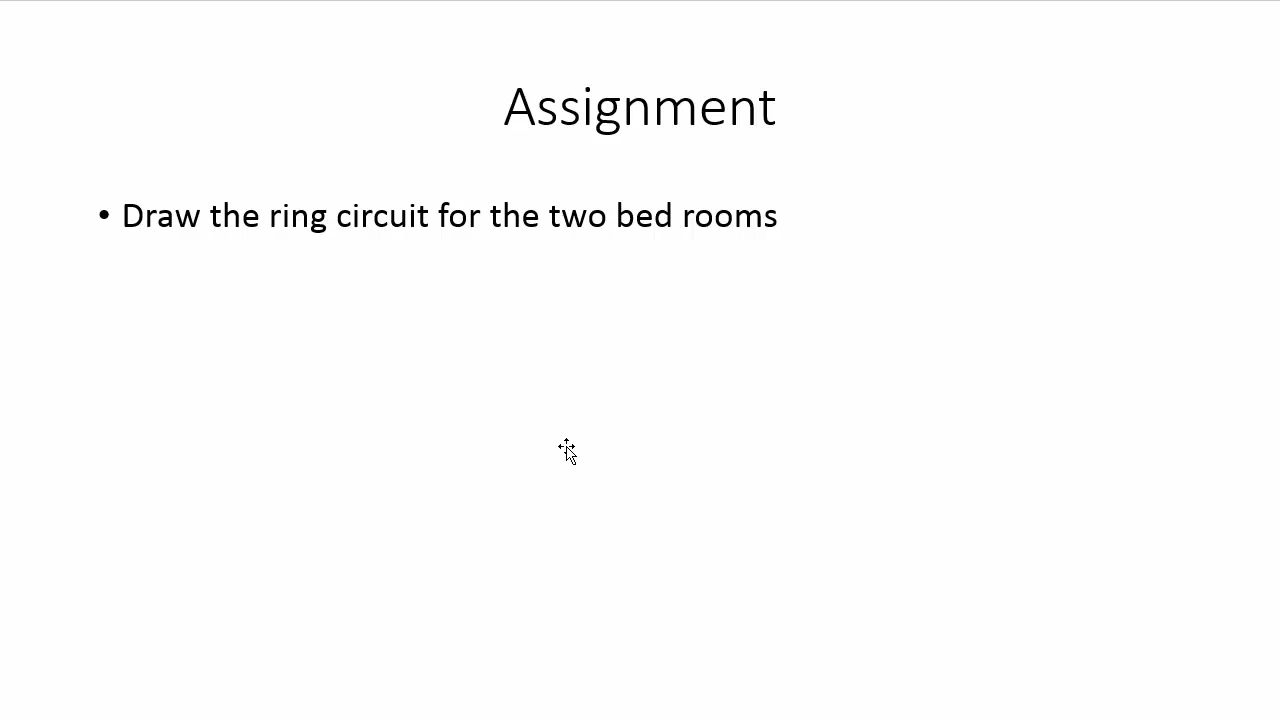 Assignment
• Draw the ring circuit for the two bed rooms